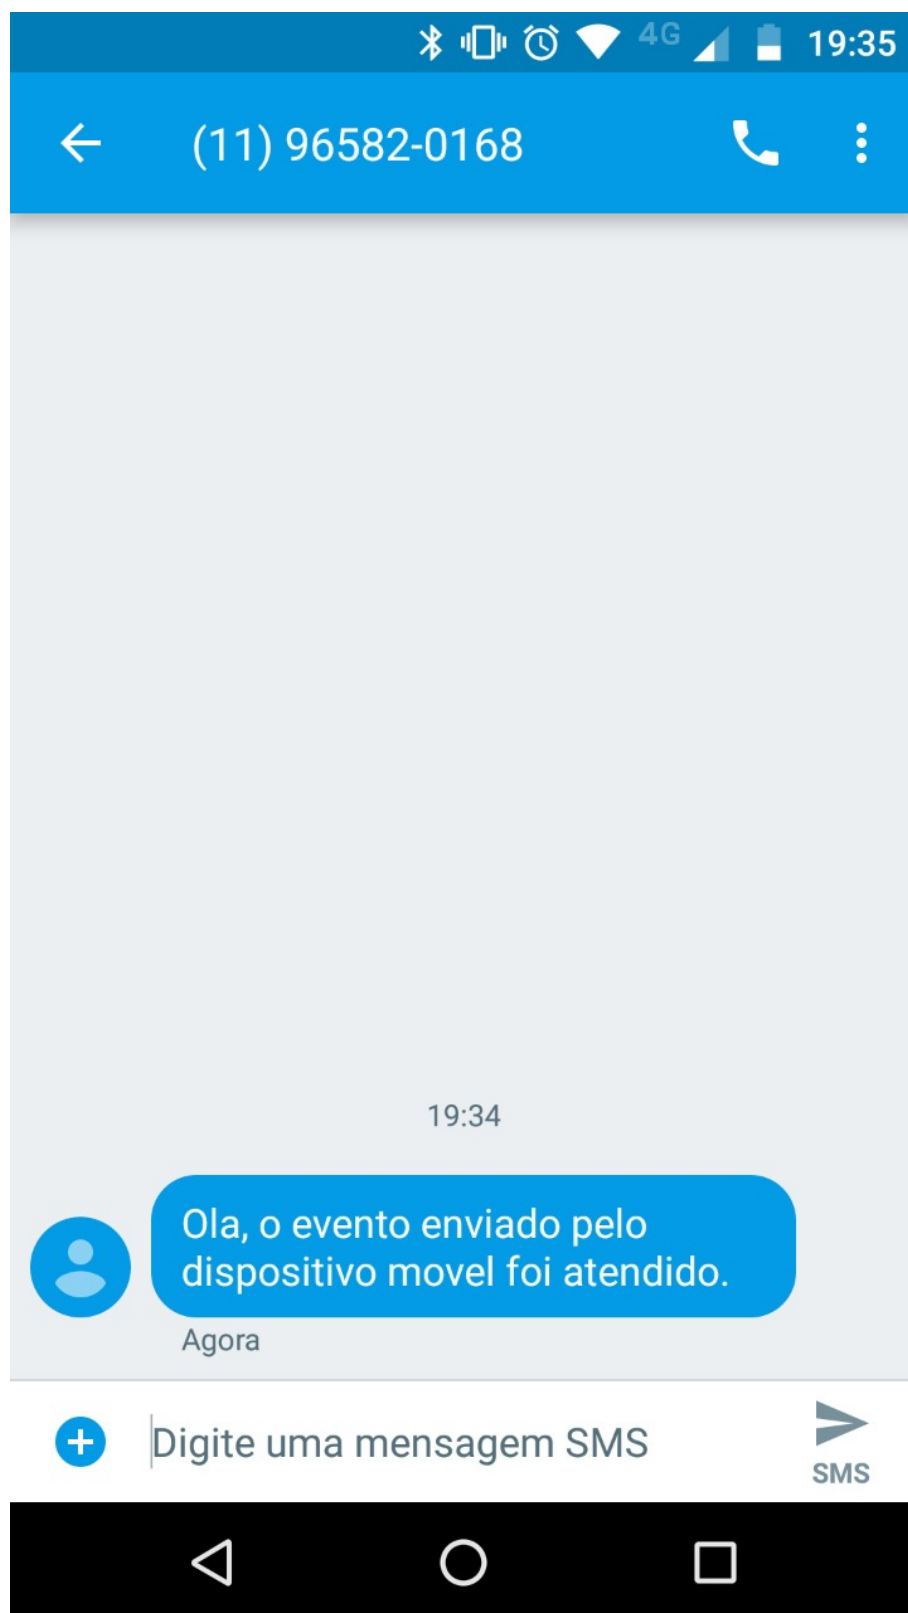 4G 19:35
(11) 96582-0168
19:34
Ola, o evento enviado pelo
dispositivo movel foi atendido.
Agora
Digite uma mensagem SMS
SMS